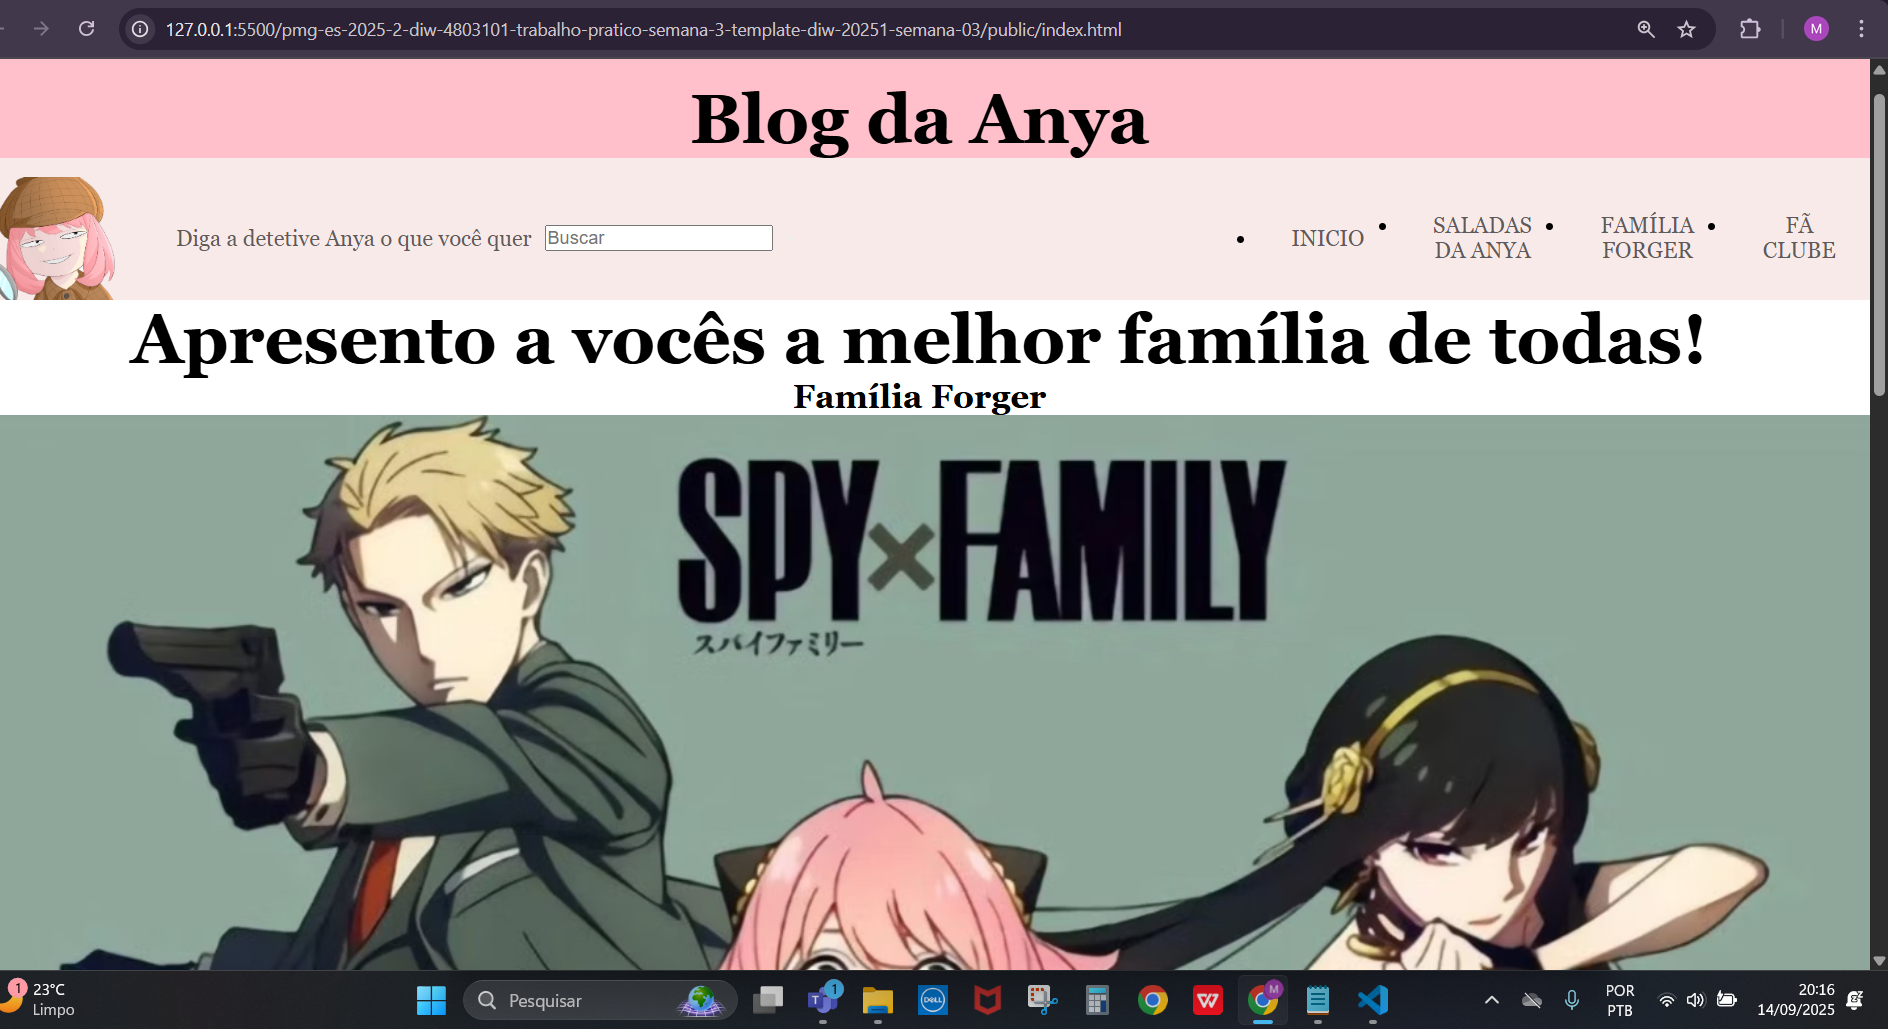 127.0.0.1:5500/pmg-es-2025-2-diw-4803101-trabalho-pratico-semana-3-template-diw-20251-semana-03/public/index.html
M
Blog da Anya
Diga a detetive Anya o que você quer Buscar
INICIO
SALADAS
DA ANYA
FAMÍLIA
FORGER
FÃ
CLUBE
Apresento a vocês a melhor família de todas!
Família Forger
SPY×FAMILY
スパイファミリー
1
23°C
Limpo
Pesquisar
T
1
DELL
W
M
POR
PTB
20:16
14/09/2025